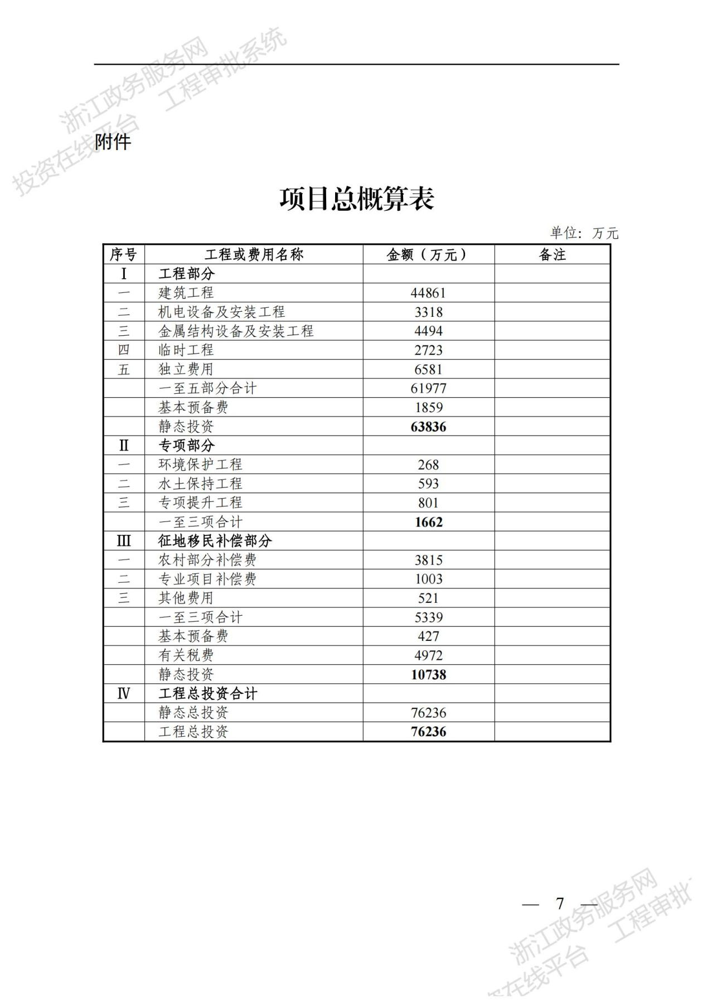 浙江政务服务网
工程审批系统
投资在线平台
附件
项目总概算表
单位：万元
序号 工程或费用名称 金额（万元） 备注
Ⅰ 工程部分
一 建筑工程 44861
二 机电设备及安装工程 3318
三 金属结构设备及安装工程 4494
四 临时工程 2723
五 独立费用 6581
一至五部分合计 61977
基本预备费 1859
静态投资 63836
Ⅱ 专项部分
一 环境保护工程 268
二 水土保持工程 593
三 专项提升工程 801
一至三项合计 1662
Ⅲ 征地移民补偿部分
一 农村部分补偿费 3815
二 专业项目补偿费 1003
三 其他费用 521
一至三项合计 5339
基本预备费 427
有关税费 4972
静态投资 10738
Ⅳ 工程总投资合计
静态总投资 76236
工程总投资 76236
— 7 —
浙江政务服务网
工程审批
资在线平台